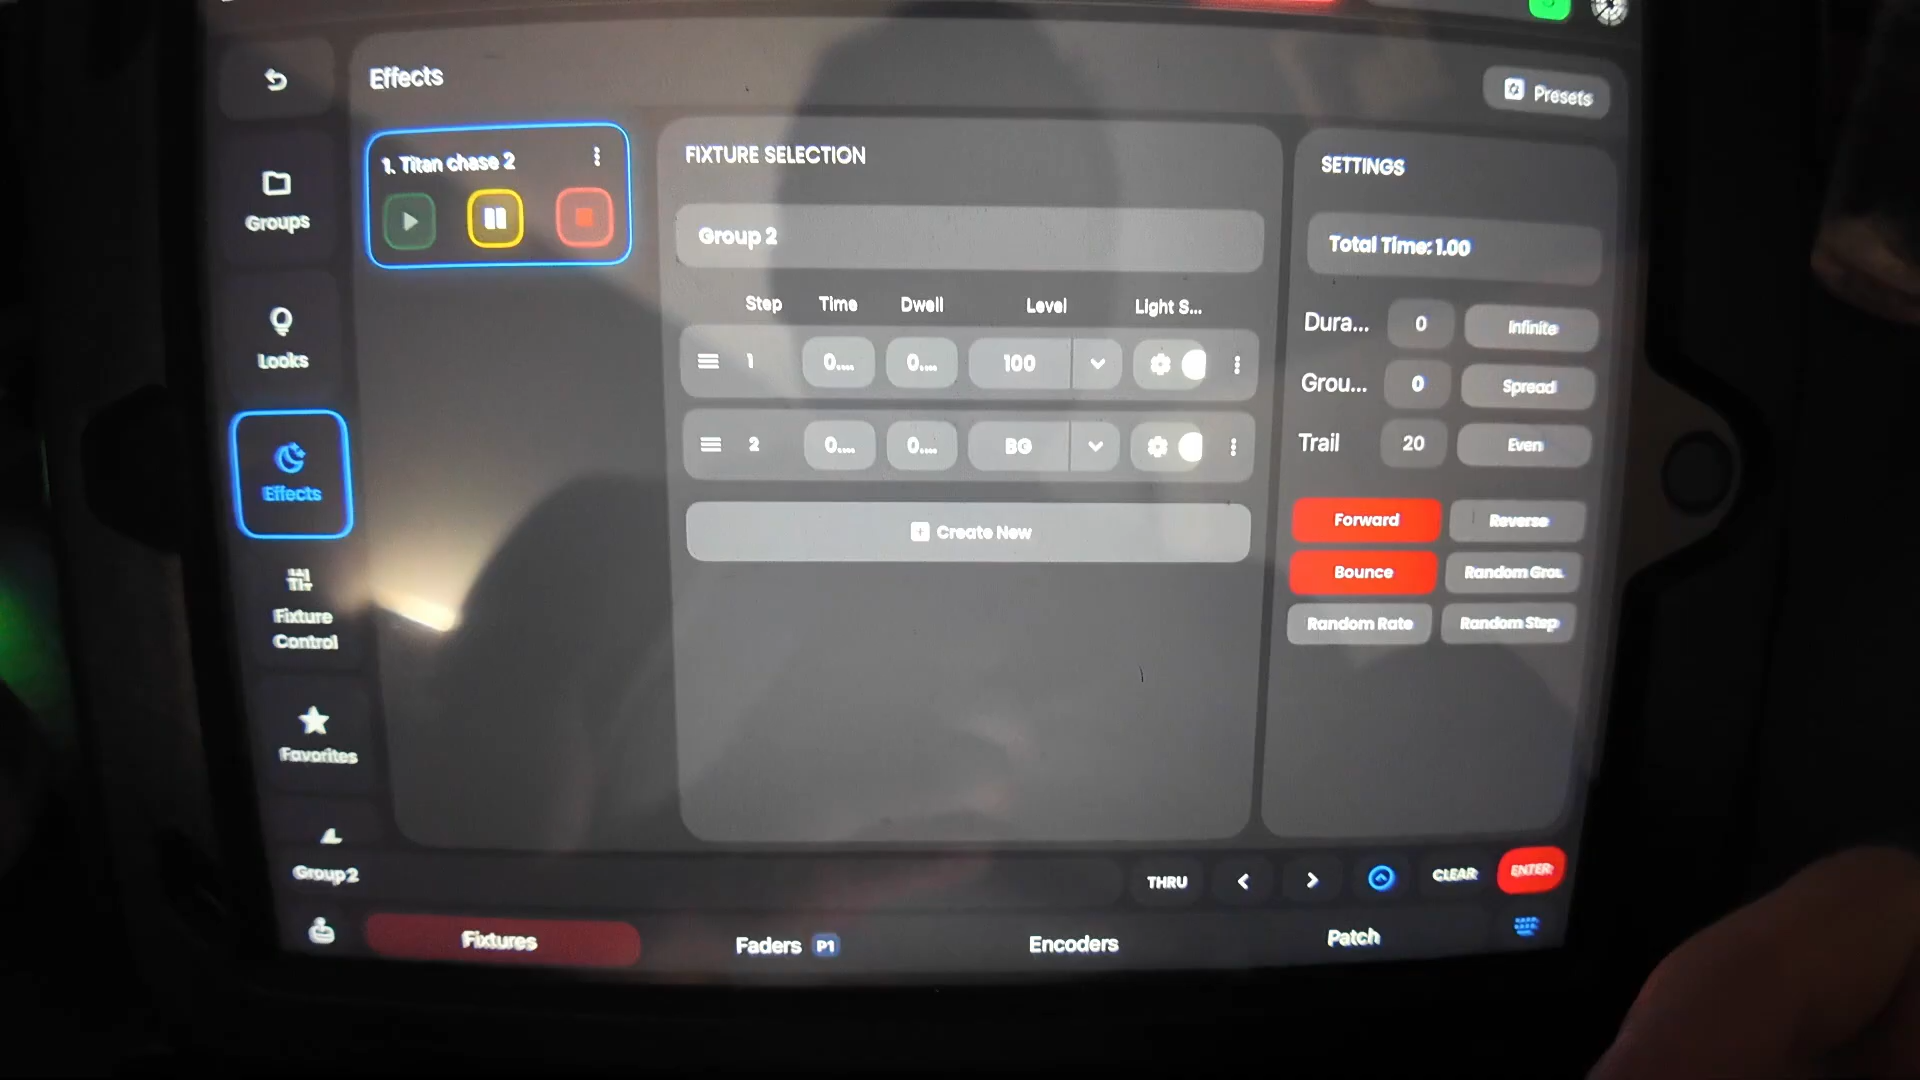 Effects
Presets
1. Titan chase 2
FIXTURE SELECTION
SETTINGS
Groups
Group 2
Total Time: 1.00
Step Time Dwell Level Light S...
Dura... 0 Infinite
Looks
1 0.... 0.... 100
Grou... 0 Spread
2 0.... 0.... BG
Trail 20 Even
Effects
Create New
Forward Reverse
Bounce Random Grou
Random Rate Random Step
Fixture
Control
Favorites
Group 2
THRU < > CLEAR ENTER
Fixtures Faders P1 Encoders Patch